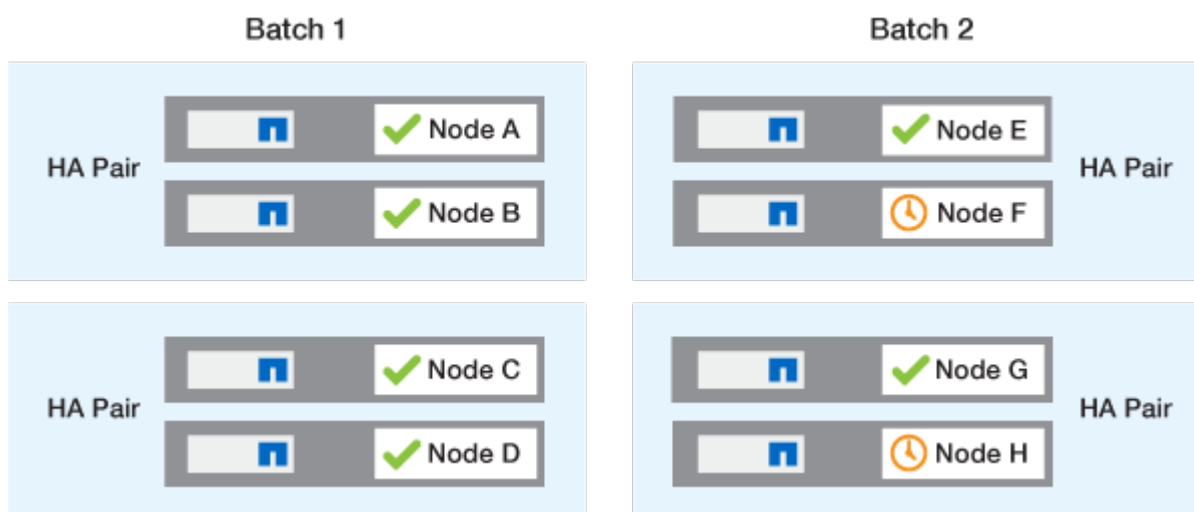 Batch 1
HA Pair
Node A
Node B
HA Pair
Node C
Node D
Batch 2
Node E
Node F
HA Pair
Node G
Node H
HA Pair